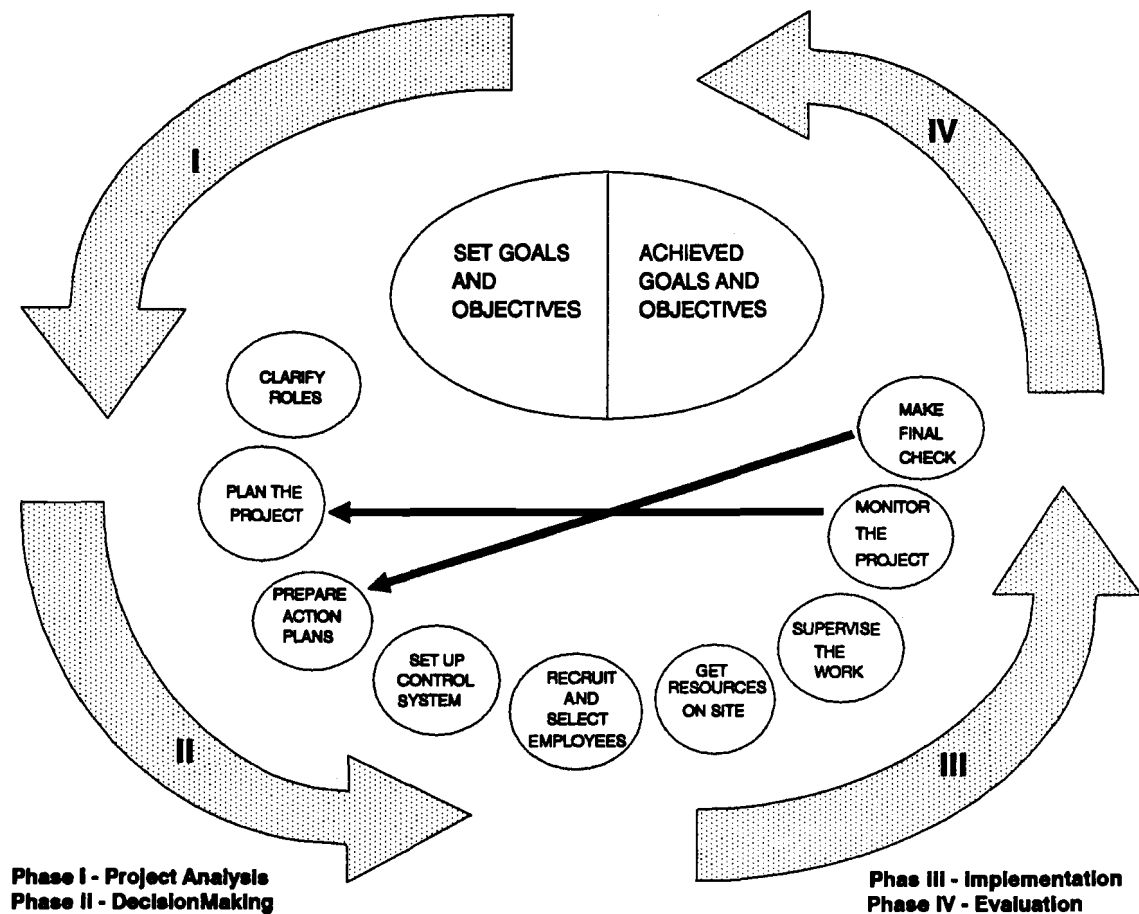 I
IV
SET GOALS
AND
OBJECTIVES
ACHIEVED
GOALS AND
OBJECTIVES
CLARIFY
ROLES
PLAN THE
PROJECT
PREPARE
ACTION
PLANS
SET UP
CONTROL
SYSTEM
RECRUIT
AND
SELECT
EMPLOYEES
GET
RESOURCES
ON SITE
SUPERVISE
THE
WORK
MONITOR
THE
PROJECT
MAKE
FINAL
CHECK
II
III
Phase I - Project Analysis
Phase II - DecisionMaking
Phas III - Implementation
Phase IV - Evaluation